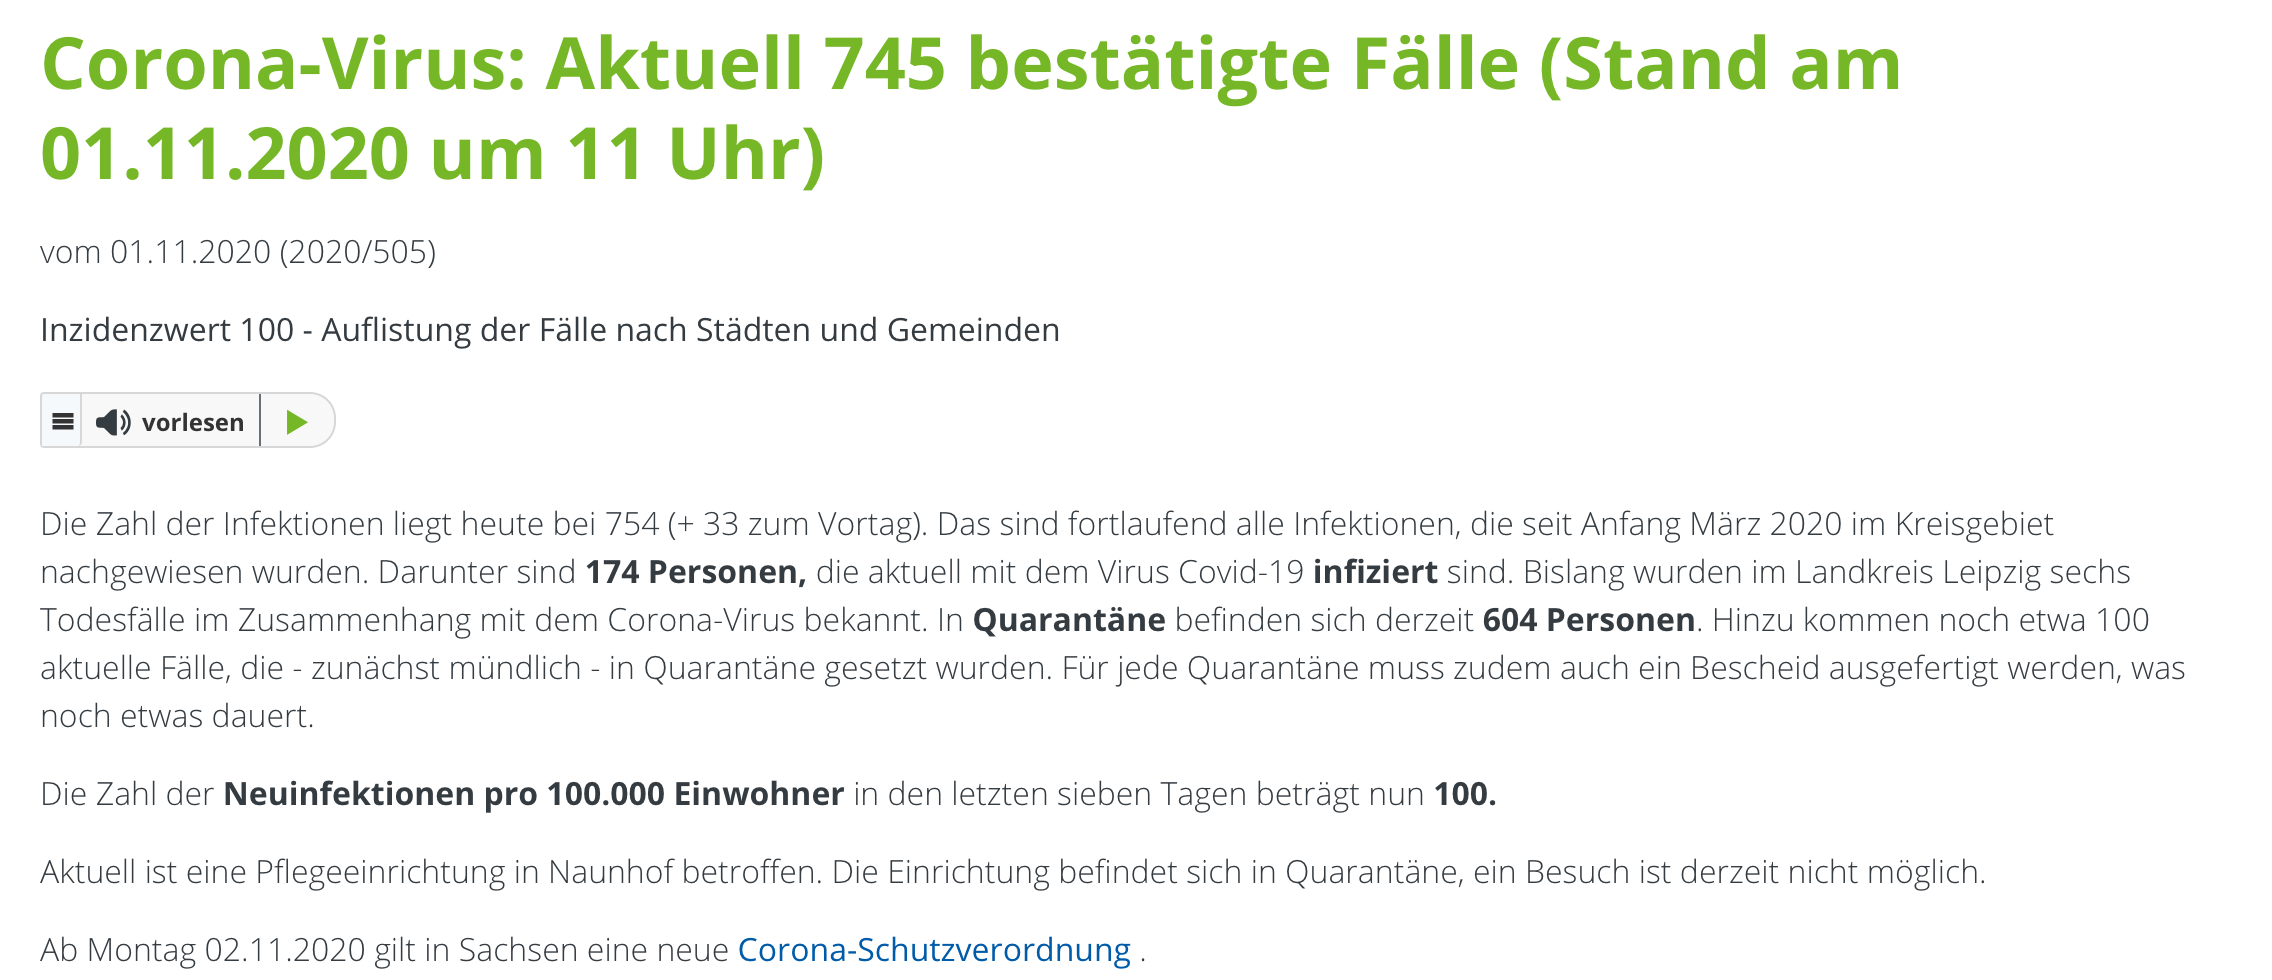 Corona-Virus: Aktuell 745 bestätigte Fälle (Stand am
01.11.2020 um 11 Uhr)
vom 01.11.2020 (2020/505)
Inzidenzwert 100 - Auflistung der Fälle nach Städten und Gemeinden
vorlesen
Die Zahl der Infektionen liegt heute bei 754 (+ 33 zum Vortag). Das sind fortlaufend alle Infektionen, die seit Anfang März 2020 im Kreisgebiet
nachgewiesen wurden. Darunter sind 174 Personen, die aktuell mit dem Virus Covid-19 infiziert sind. Bislang wurden im Landkreis Leipzig sechs
Todesfälle im Zusammenhang mit dem Corona-Virus bekannt. In Quarantäne befinden sich derzeit 604 Personen. Hinzu kommen noch etwa 100
aktuelle Fälle, die - zunächst mündlich - in Quarantäne gesetzt wurden. Für jede Quarantäne muss zudem auch ein Bescheid ausgefertigt werden, was
noch etwas dauert.
Die Zahl der Neuinfektionen pro 100.000 Einwohner in den letzten sieben Tagen beträgt nun 100.
Aktuell ist eine Pflegeeinrichtung in Naunhof betroffen. Die Einrichtung befindet sich in Quarantäne, ein Besuch ist derzeit nicht möglich.
Ab Montag 02.11.2020 gilt in Sachsen eine neue Corona-Schutzverordnung .